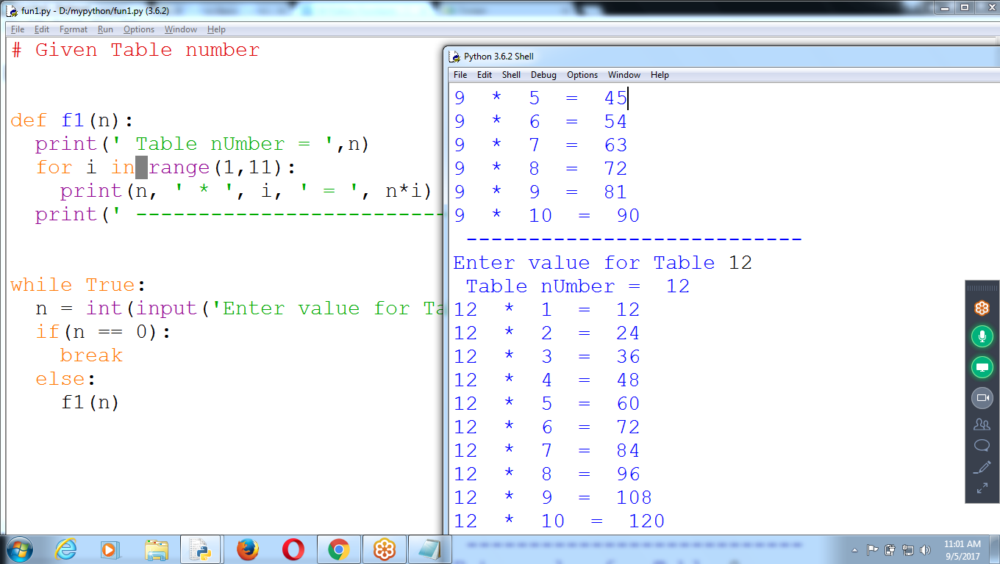 fun1.py - D:/mypython/fun1.py (3.6.2)
File Edit Format Run Options Window Help
# Given Table number
def f1(n):
print(' Table nUmber = ',n)
for i in range(1,11):
print(n, ' * ', i, ' = ', n*i)
print(' -------------------------
while True:
n = int(input('Enter value for Ta
if(n == 0):
break
else:
f1(n)
Python 3.6.2 Shell
File Edit Shell Debug Options Window Help
9 * 5 = 45
9 * 6 = 54
9 * 7 = 63
9 * 8 = 72
9 * 9 = 81
9 * 10 = 90
---------------------------
Enter value for Table 12
Table nUmber = 12
12 * 1 = 12
12 * 2 = 24
12 * 3 = 36
12 * 4 = 48
12 * 5 = 60
12 * 6 = 72
12 * 7 = 84
12 * 8 = 96
12 * 9 = 108
12 * 10 = 120
---------------------------
11:01 AM
9/5/2017